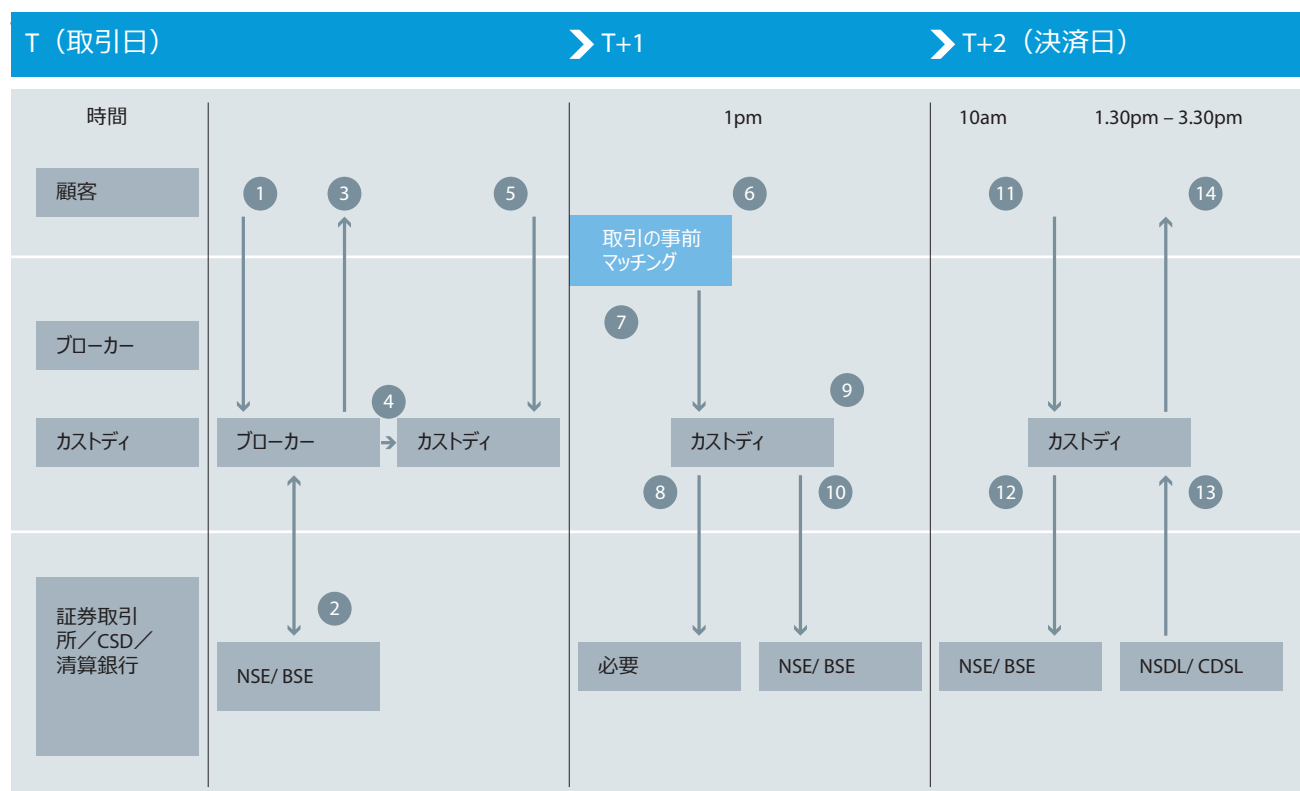 T（取引日）
T+1
T+2（決済日）
時間
1pm
10am
1.30pm – 3.30pm
顧客
1
3
5
6
11
14
取引の事前
マッチング
7
ブローカー
4
9
カストディ
ブローカー
カストディ
カストディ
カストディ
8
10
12
13
2
証券取引
所／CSD／
清算銀行
NSE/ BSE
必要
NSE/ BSE
NSE/ BSE
NSDL/ CDSL